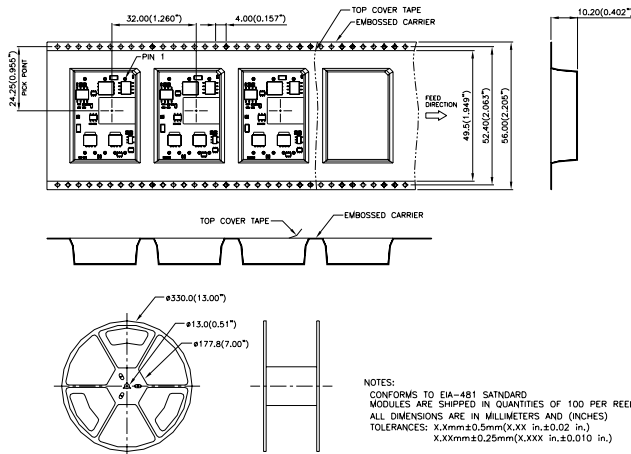 32.00(1.260")
4.00(0.157")
TOP COVER TAPE
EMBOSSED CARRIER
10.20(0.402")
24.25(0.955")
PICK POINT
PIN 1
FEED
DIRECTION
49.5(1.949")
52.40(2.063")
56.00(2.205")
TOP COVER TAPE
EMBOSSED CARRIER
ø330.0(13.00")
ø13.0(0.51")
ø177.8(7.00")
NOTES:
CONFORMS TO EIA-481 SATNDARD
MODULES ARE SHIPPED IN QUANTITIES OF 100 PER REEL
ALL DIMENSIONS ARE IN MILLIMETERS AND (INCHES)
TOLERANCES: X.Xmm±0.5mm(X.XX in.±0.02 in.)
X.XXmm±0.25mm(X.XXX in.±0.010 in.)